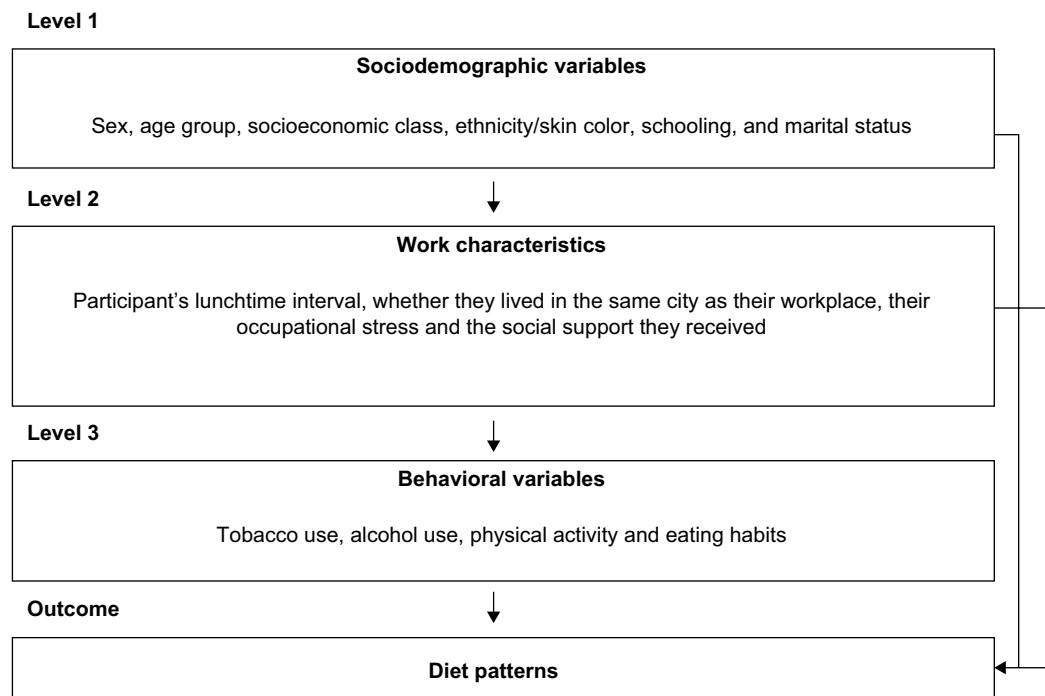 Level 1
Sociodemographic variables
Sex, age group, socioeconomic class, ethnicity/skin color, schooling, and marital status
Level 2
Work characteristics
Participant’s lunchtime interval, whether they lived in the same city as their workplace, their
occupational stress and the social support they received
Level 3
Behavioral variables
Tobacco use, alcohol use, physical activity and eating habits
Outcome
Diet patterns